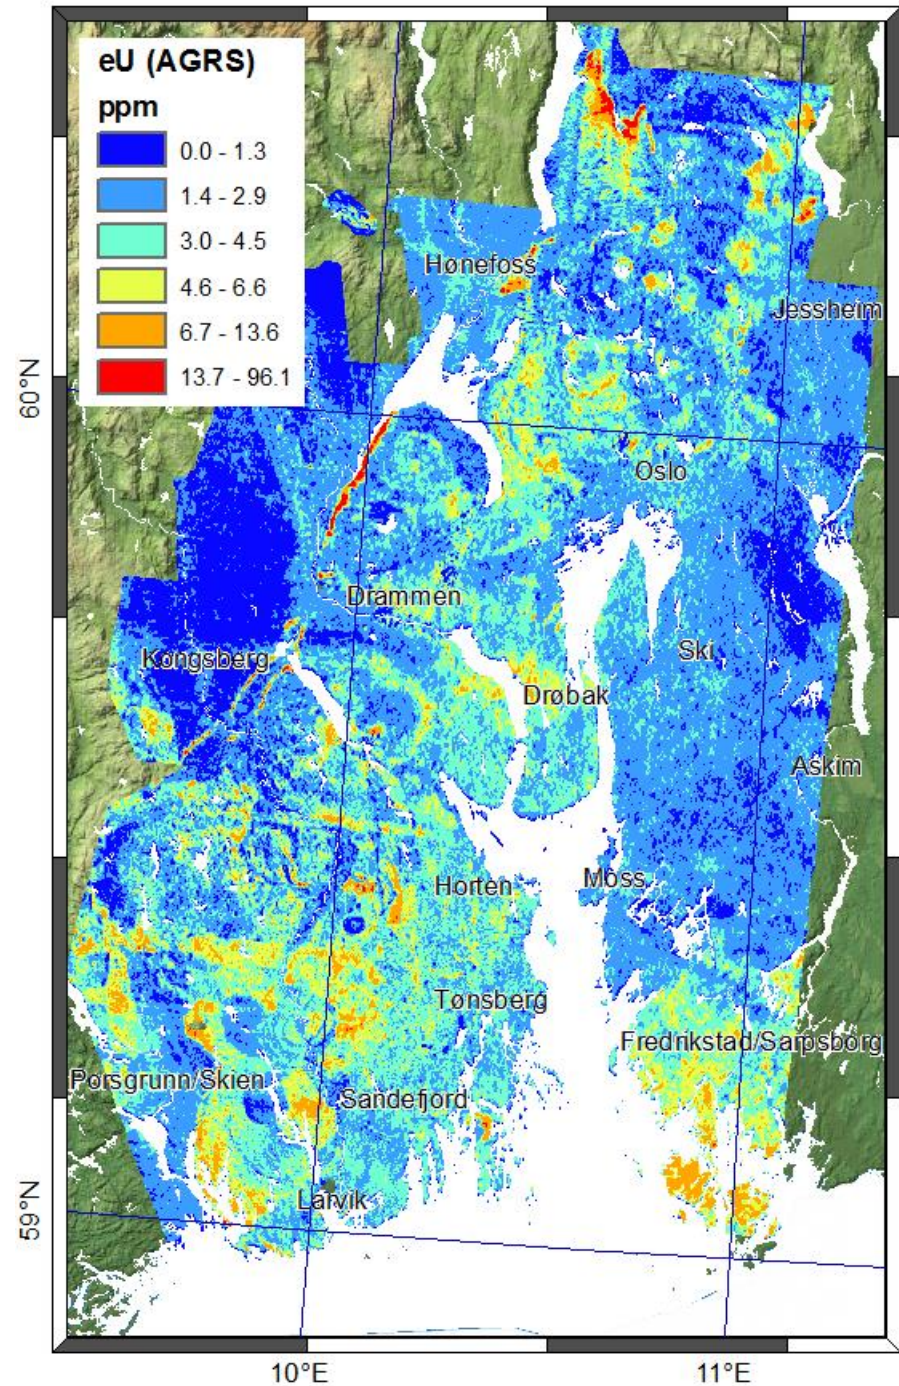 eU (AGRS)
ppm
0.0 - 1.3
1.4 - 2.9
3.0 - 4.5
4.6 - 6.6
6.7 - 13.6
13.7 - 96.1
Hønefoss
Jessheim
60°N
Oslo
Drammen
Kongsberg
Ski
Drøbak
Askim
Horten
Moss
Tønsberg
Fredrikstad/Sarpsborg
Porsgrunn/Skien
Sandefjord
Larvik
59°N
10°E
11°E